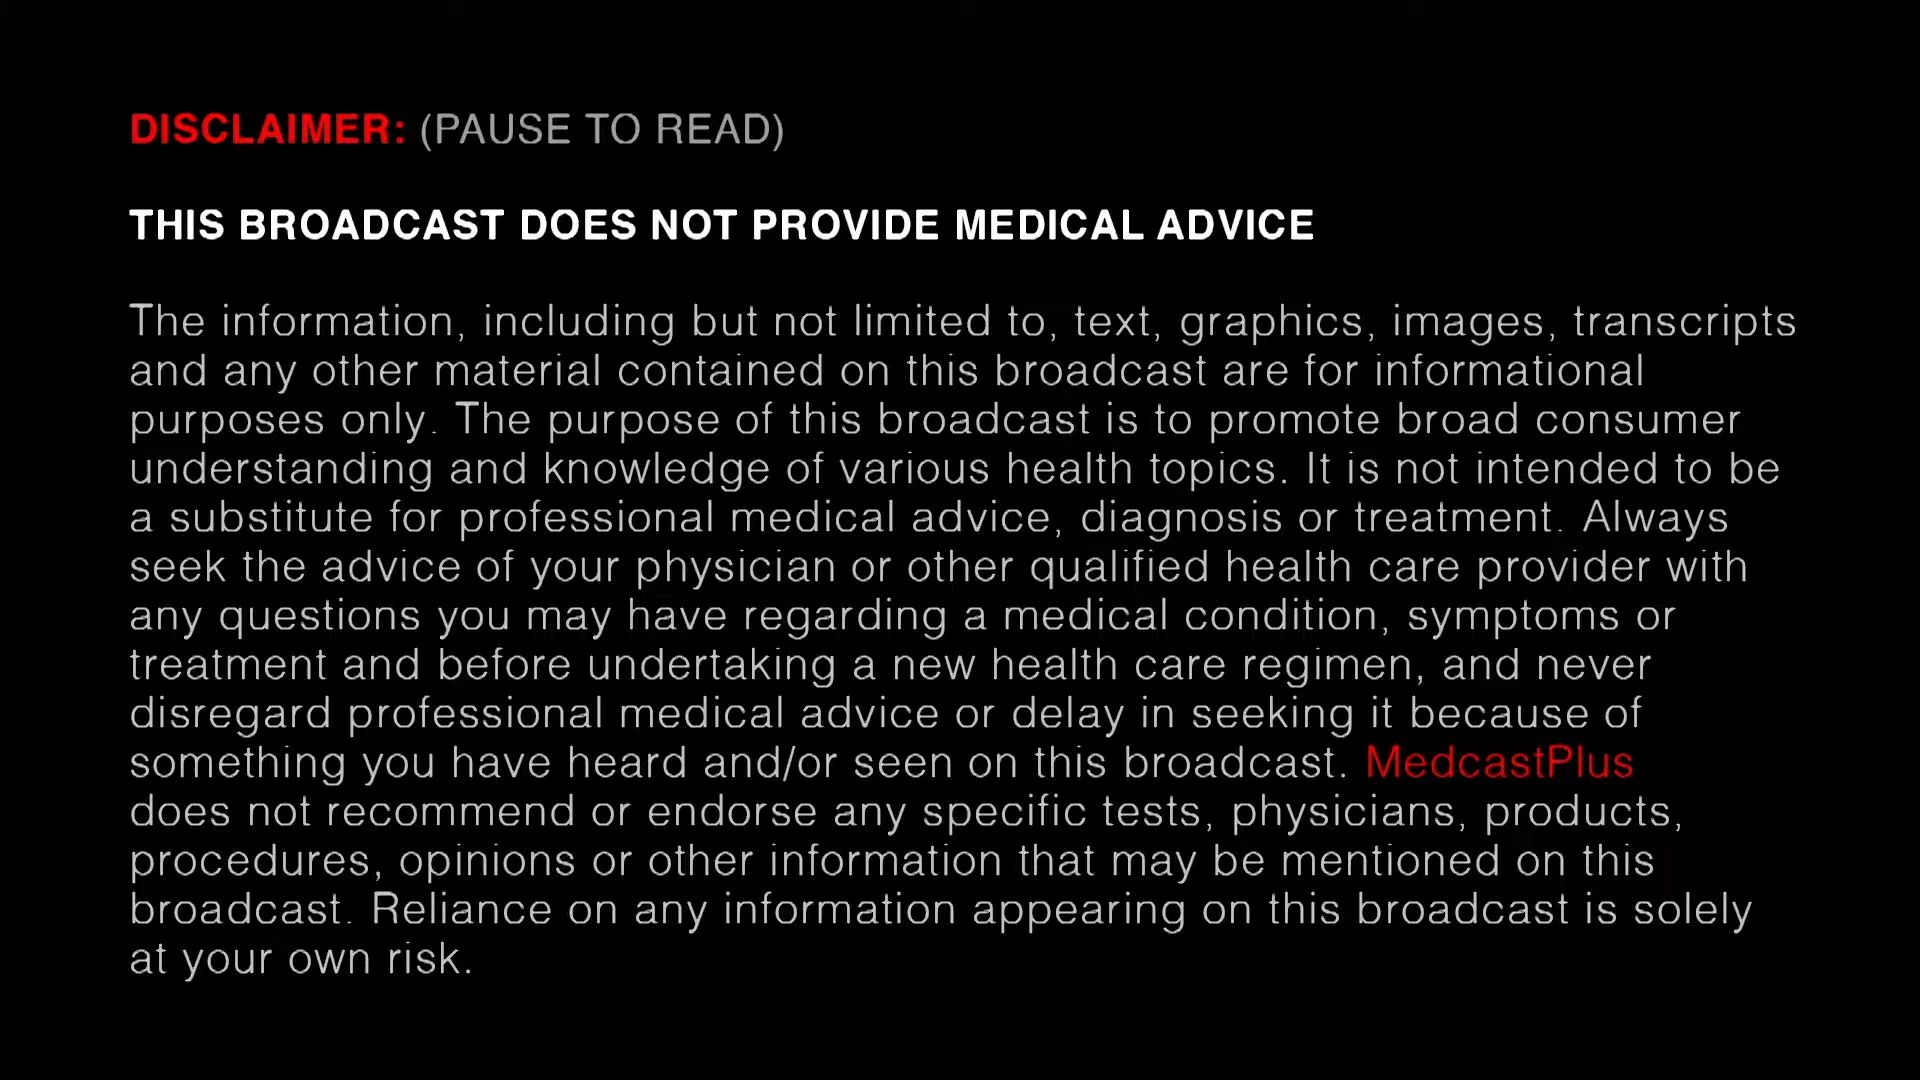 DISCLAIMER: (PAUSE TO READ)
THIS BROADCAST DOES NOT PROVIDE MEDICAL ADVICE
The information, including but not limited to, text, graphics, images, transcripts
and any other material contained on this broadcast are for informational
purposes only. The purpose of this broadcast is to promote broad consumer
understanding and knowledge of various health topics. It is not intended to be
a substitute for professional medical advice, diagnosis or treatment. Always
seek the advice of your physician or other qualified health care provider with
any questions you may have regarding a medical condition, symptoms or
treatment and before undertaking a new health care regimen, and never
disregard professional medical advice or delay in seeking it because of
something you have heard and/or seen on this broadcast. MedcastPlus
does not recommend or endorse any specific tests, physicians, products,
procedures, opinions or other information that may be mentioned on this
broadcast. Reliance on any information appearing on this broadcast is solely
at your own risk.